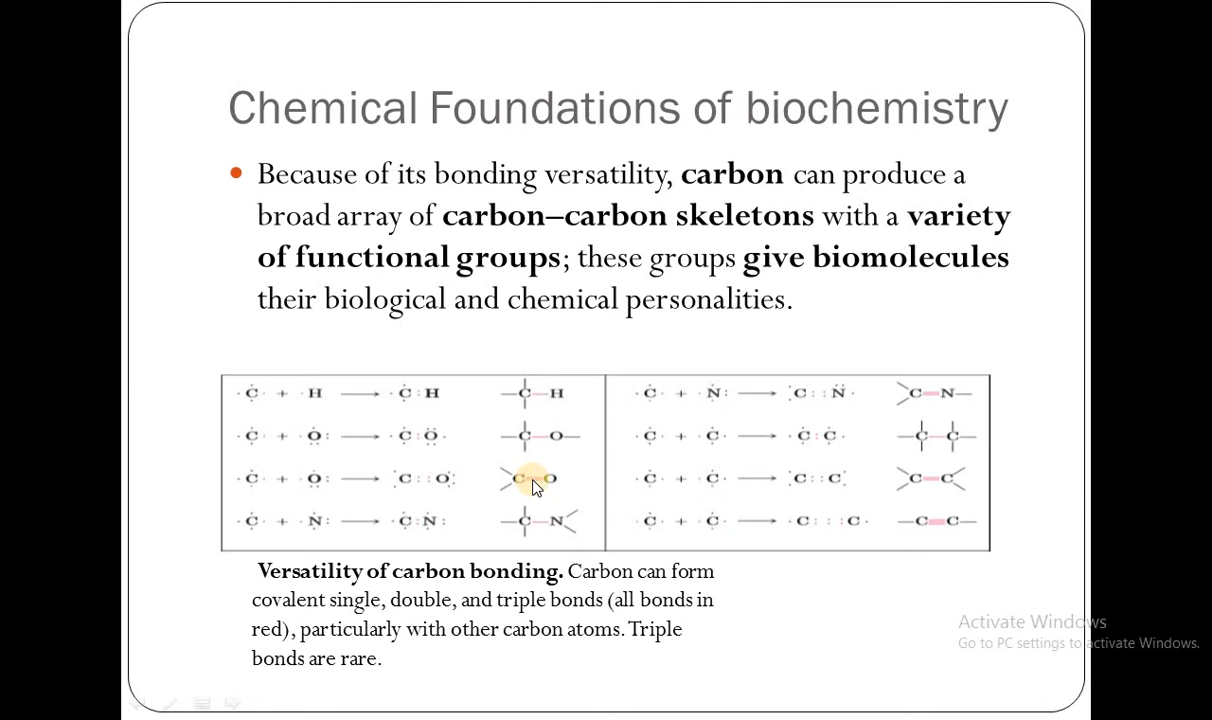 Chemical Foundations of biochemistry
• Because of its bonding versatility, carbon can produce a
broad array of carbon–carbon skeletons with a variety
of functional groups; these groups give biomolecules
their biological and chemical personalities.
·Ċ· + ·H → ·Ċ:H —C—H
·Ċ· + ·Ö: → ·Ċ:Ö· —C—O—
·Ċ· + ·Ö: → C::O C=O
·Ċ· + ·Ṅ: → ·Ċ:N: —C—N
·Ċ· + ·Ṅ: → C::N̈· C=N—
·Ċ· + ·Ċ· → ·Ċ:Ċ· —C—C—
·Ċ· + ·Ċ· → C::C C=C
·Ċ· + ·Ċ· → ·C:::C· —C≡C—
Versatility of carbon bonding. Carbon can form
covalent single, double, and triple bonds (all bonds in
red), particularly with other carbon atoms. Triple
bonds are rare.
Activate Windows
Go to PC settings to activate Windows.